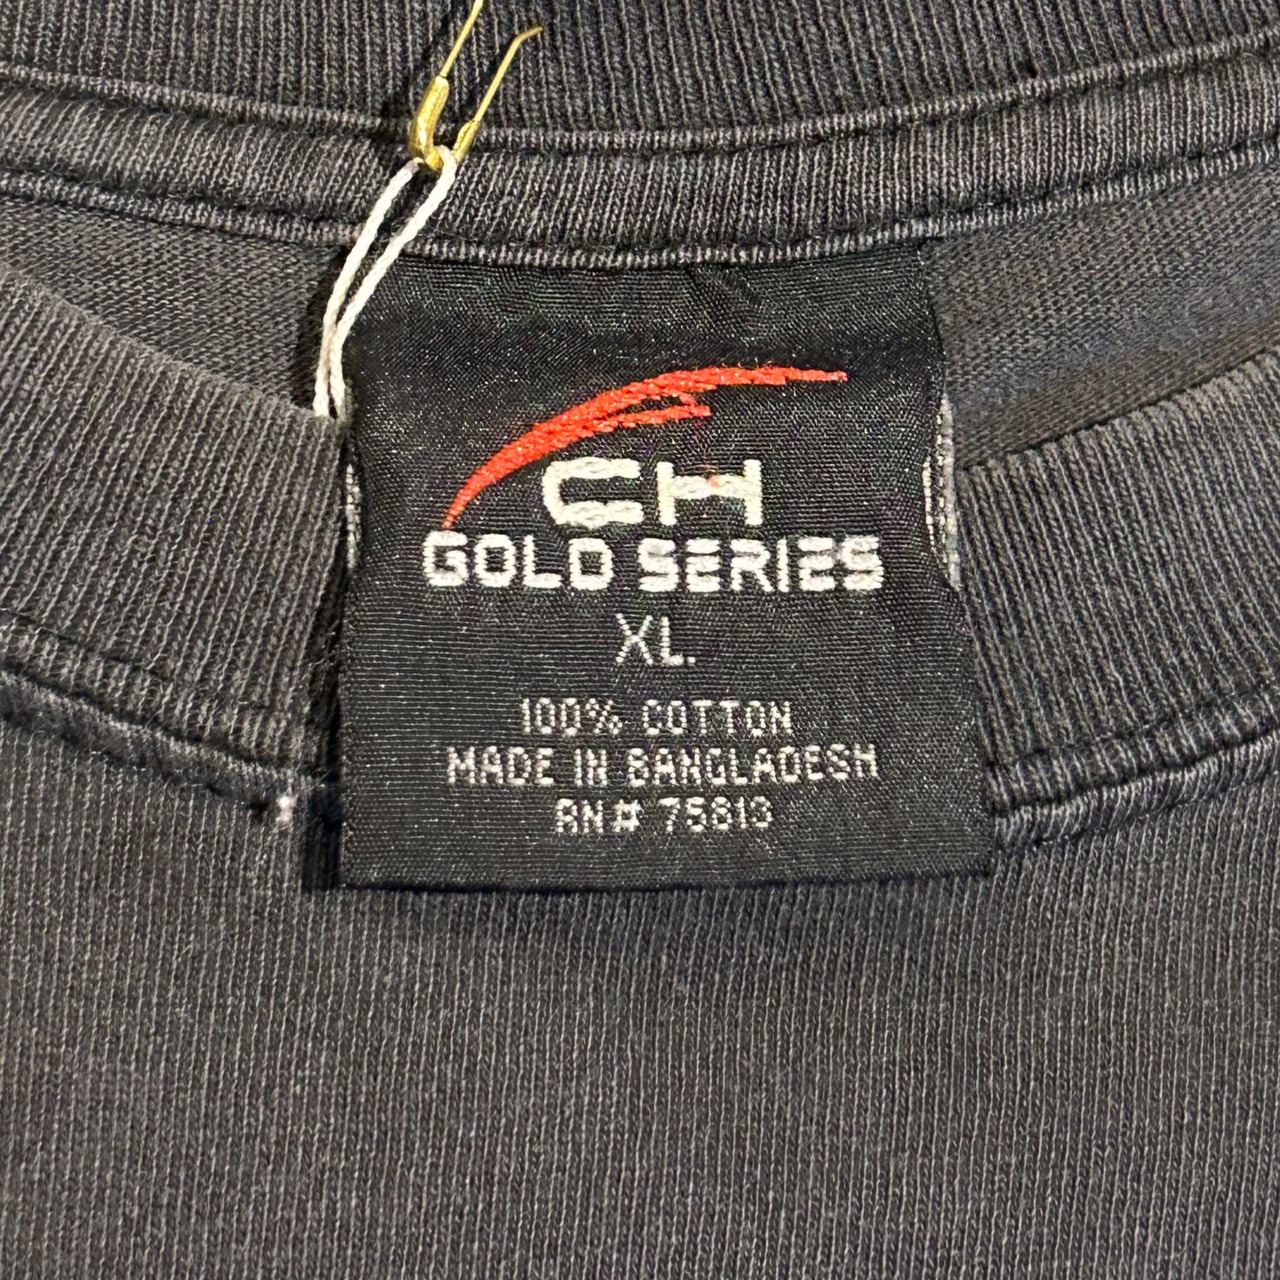 CH
GOLD SERIES
XL
100% COTTON
MADE IN BANGLADESH
RN# 75813